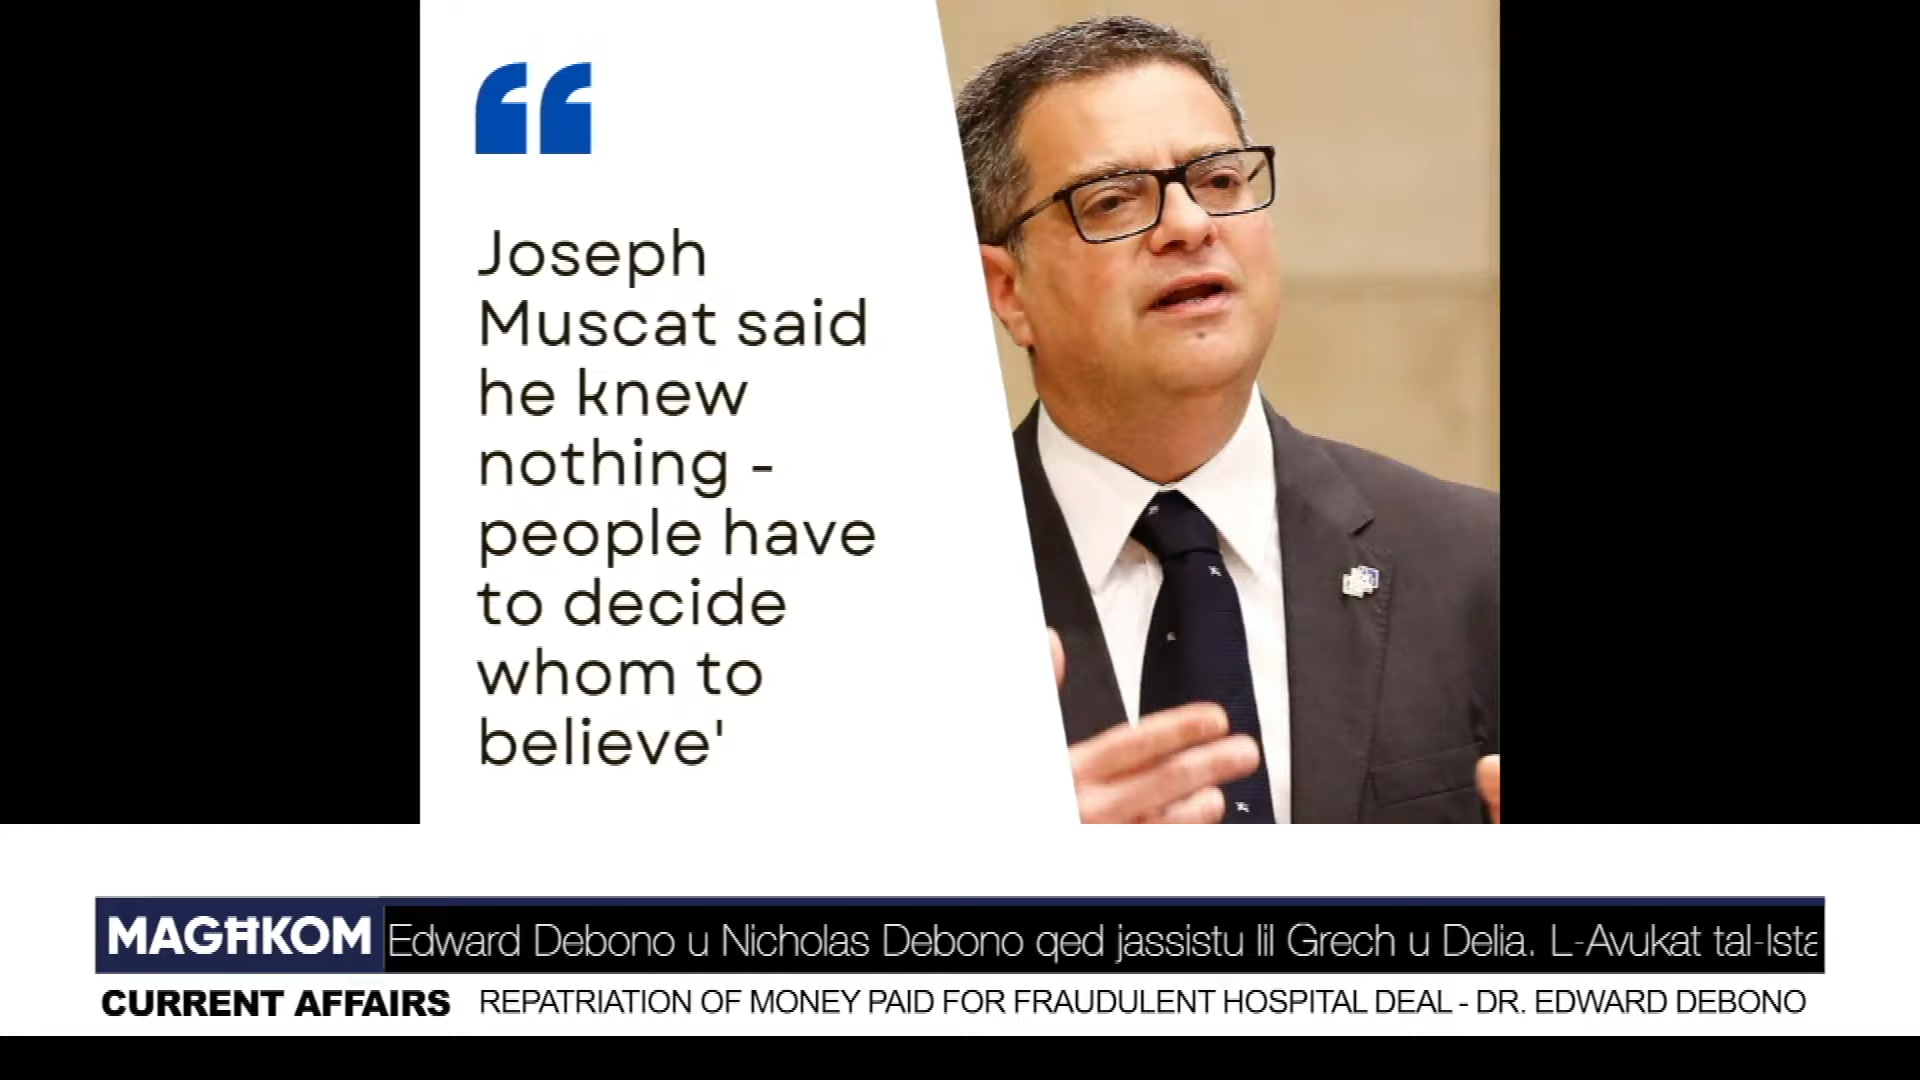 “
Joseph
Muscat said
he knew
nothing -
people have
to decide
whom to
believe'
MAGĦKOM
Edward Debono u Nicholas Debono qed jassistu lil Grech u Delia. L-Avukat tal-Ista
CURRENT AFFAIRS REPATRIATION OF MONEY PAID FOR FRAUDULENT HOSPITAL DEAL - DR. EDWARD DEBONO